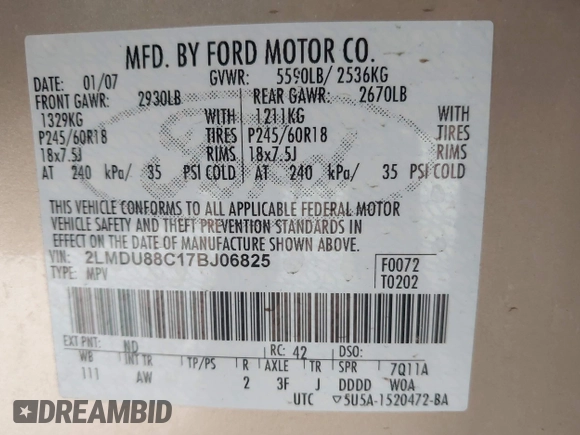 MFD. BY FORD MOTOR CO.
DATE: 01/07 GVWR: 5590LB/ 2536KG
FRONT GAWR: 2930LB REAR GAWR: 2670LB
1329KG WITH 1211KG WITH
P245/60R18 TIRES P245/60R18 TIRES
18x7.5J RIMS 18x7.5J RIMS
AT 240 kPa/ 35 PSI COLD AT 240 kPa/ 35 PSI COLD
THIS VEHICLE CONFORMS TO ALL APPLICABLE FEDERAL MOTOR
VEHICLE SAFETY AND THEFT PREVENTION STANDARDS IN
EFFECT ON THE DATE OF MANUFACTURE SHOWN ABOVE.
VIN: 2LMDU88C17BJ06825 F0072
TYPE: MPV T0202
EXT PNT: ND RC: 42 DSO:
WB INT TR TP/PS R AXLE TR SPR 7Q11A
111 AW 2 3F J DDDD W0A
UTC ▽5U5A-1520472-BA
DREAMBID